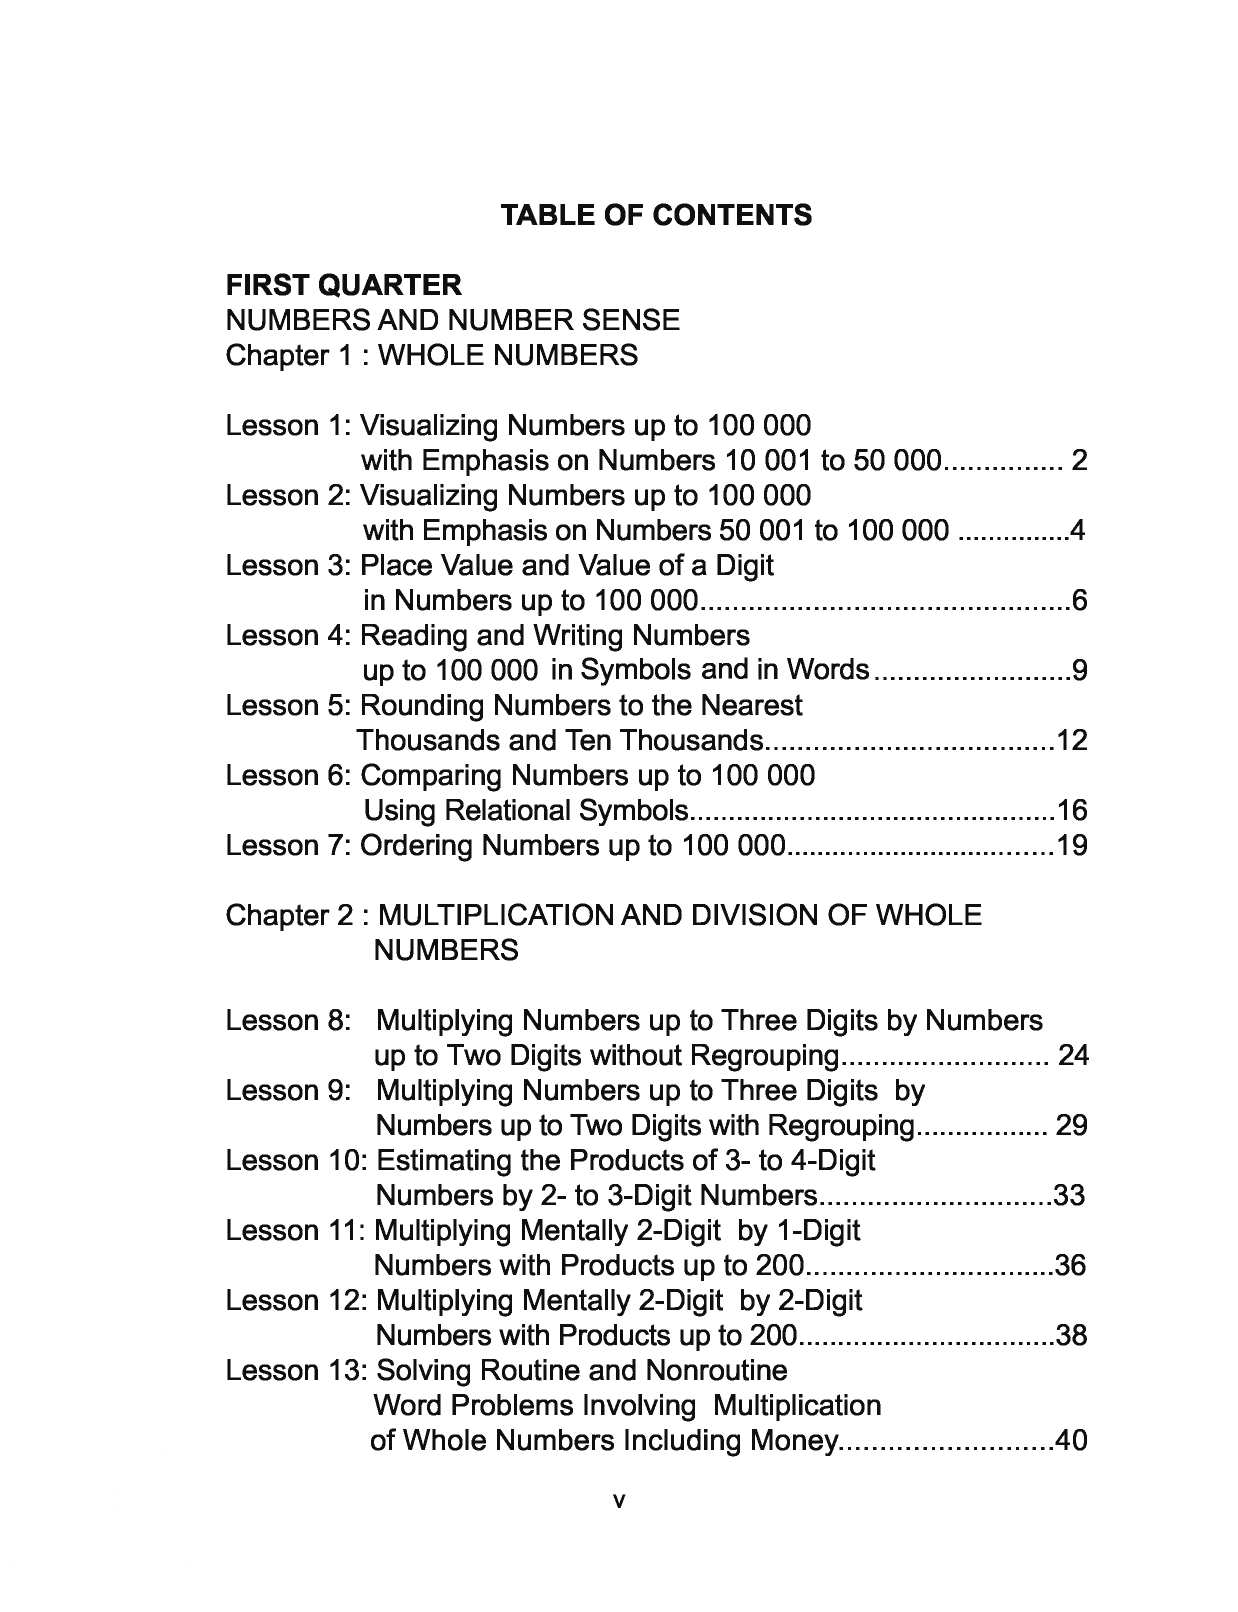 TABLE OF CONTENTS
FIRST QUARTER
NUMBERS AND NUMBER SENSE
Chapter 1 : WHOLE NUMBERS
Lesson 1: Visualizing Numbers up to 100 000
with Emphasis on Numbers 10 001 to 50 000............... 2
Lesson 2: Visualizing Numbers up to 100 000
with Emphasis on Numbers 50 001 to 100 000 ...............4
Lesson 3: Place Value and Value of a Digit
in Numbers up to 100 000..............................................6
Lesson 4: Reading and Writing Numbers
up to 100 000 in Symbols and in Words.........................9
Lesson 5: Rounding Numbers to the Nearest
Thousands and Ten Thousands....................................12
Lesson 6: Comparing Numbers up to 100 000
Using Relational Symbols..............................................16
Lesson 7: Ordering Numbers up to 100 000...................................19
Chapter 2 : MULTIPLICATION AND DIVISION OF WHOLE
NUMBERS
Lesson 8: Multiplying Numbers up to Three Digits by Numbers
up to Two Digits without Regrouping.......................... 24
Lesson 9: Multiplying Numbers up to Three Digits by
Numbers up to Two Digits with Regrouping................. 29
Lesson 10: Estimating the Products of 3- to 4-Digit
Numbers by 2- to 3-Digit Numbers.............................33
Lesson 11: Multiplying Mentally 2-Digit by 1-Digit
Numbers with Products up to 200...............................36
Lesson 12: Multiplying Mentally 2-Digit by 2-Digit
Numbers with Products up to 200.................................38
Lesson 13: Solving Routine and Nonroutine
Word Problems Involving Multiplication
of Whole Numbers Including Money...........................40
v